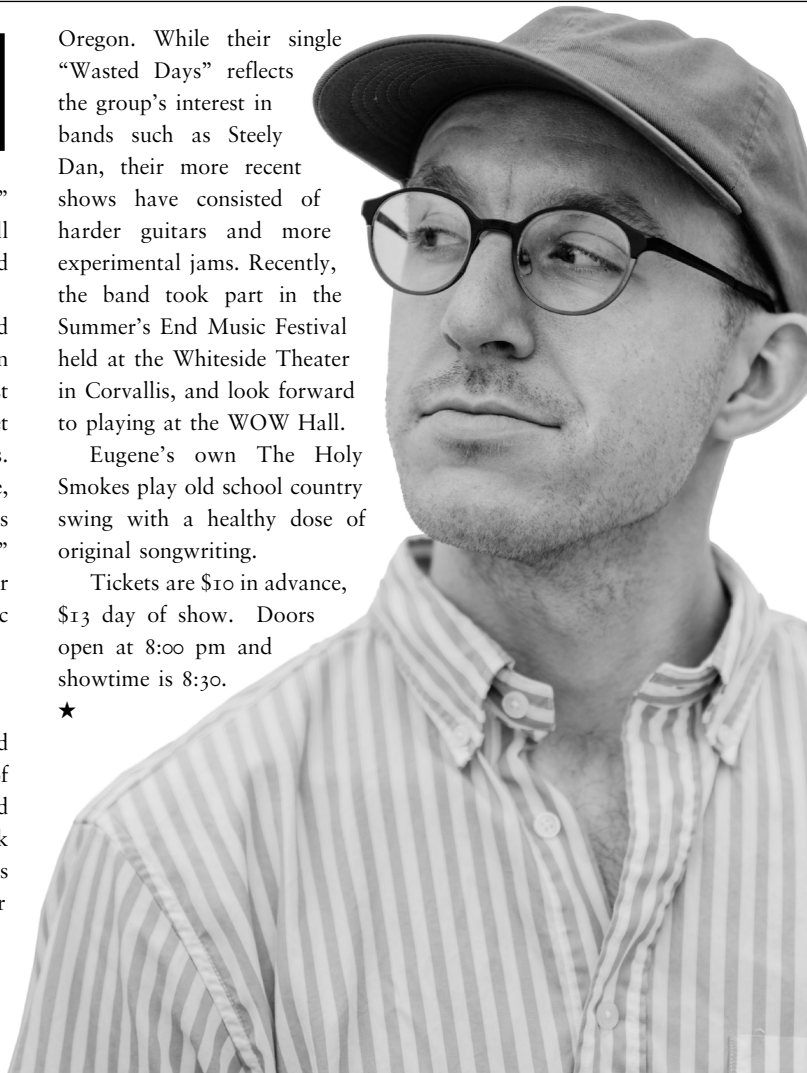 Oregon. While their single
“Wasted Days” reflects
the group’s interest in
bands such as Steely
Dan, their more recent
shows have consisted of
harder guitars and more
experimental jams. Recently,
the band took part in the
Summer’s End Music Festival
held at the Whiteside Theater
in Corvallis, and look forward
to playing at the WOW Hall.
Eugene’s own The Holy
Smokes play old school country
swing with a healthy dose of
original songwriting.
Tickets are $10 in advance,
$13 day of show. Doors
open at 8:00 pm and
showtime is 8:30.
★